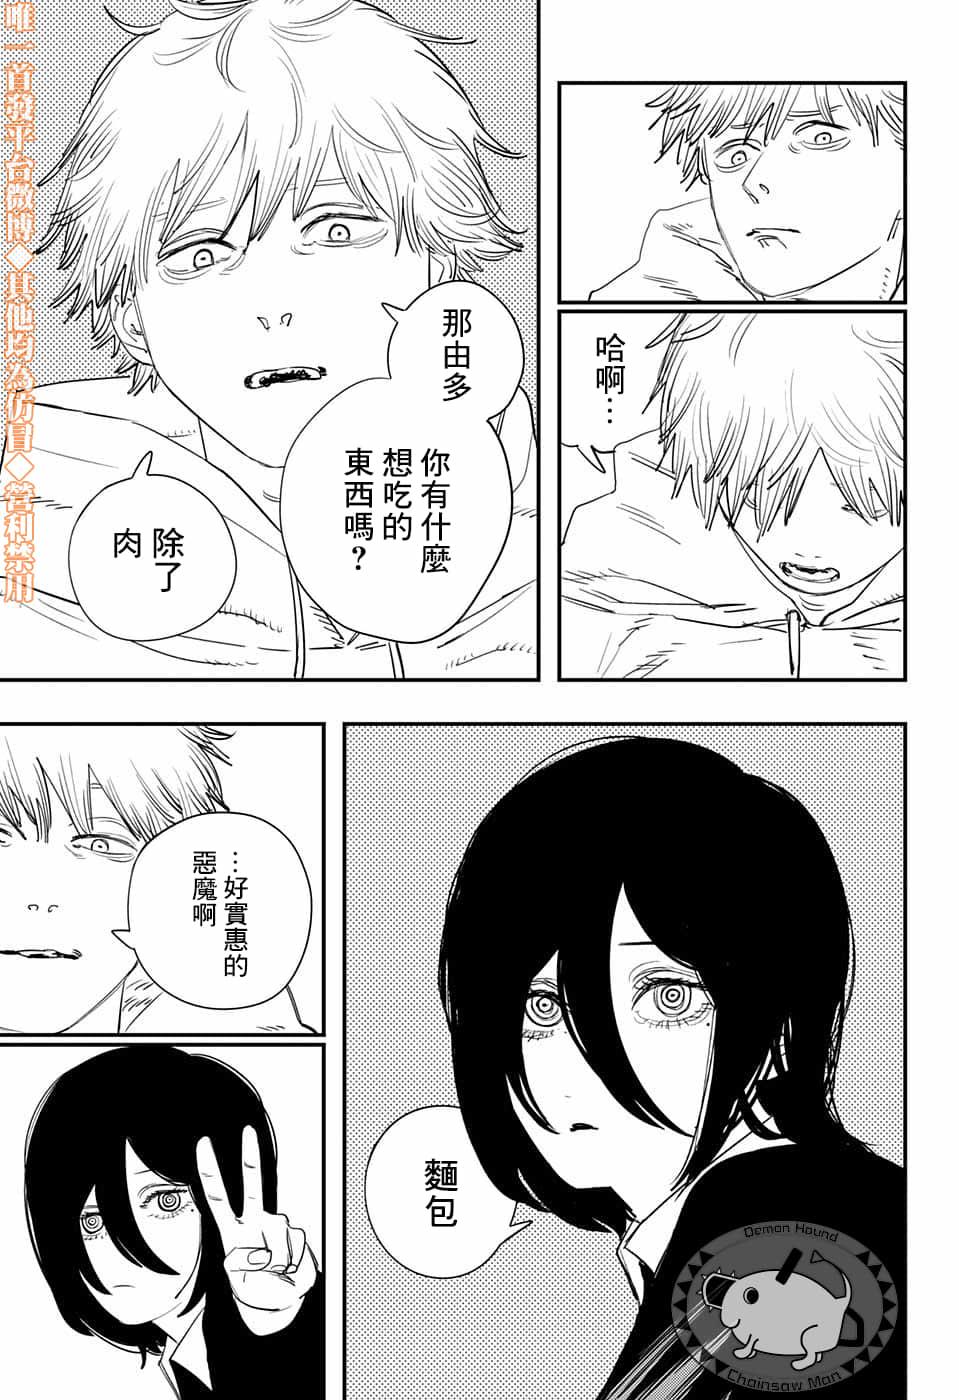 唯一首發平台微博◇其他均為仿冒◇營利禁用
哈啊…
那由多
你有什麼
想吃的
東西嗎?
除了
肉
麵包
…好實惠的
惡魔啊
Demon Hound
Chainsaw Man